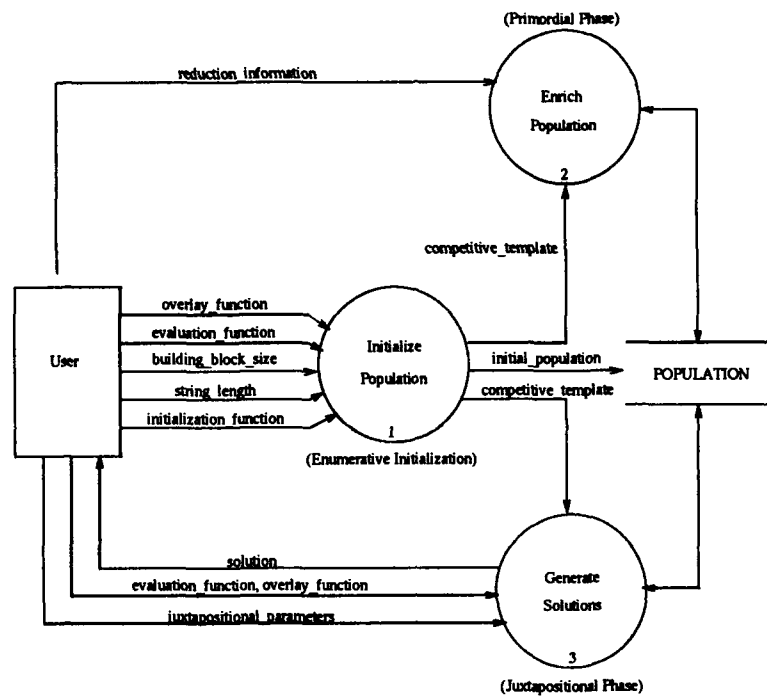 (Primordial Phase)
reduction_information
Enrich
Population
2
competitive_template
overlay_function
evaluation_function
building_block_size
string_length
initialization_function
User
Initialize
Population
1
(Enumerative Initialization)
initial_population
competitive_template
POPULATION
solution
evaluation_function, overlay_function
juxtapositional_parameters
Generate
Solutions
3
(Juxtapositional Phase)